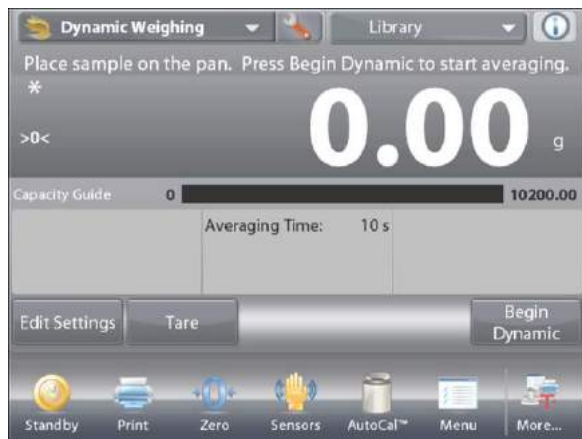 Dynamic Weighing Library
Place sample on the pan. Press Begin Dynamic to start averaging.
*
>0<
0.00 g
Capacity Guide 0 10200.00
Averaging Time: 10 s
Edit Settings Tare Begin
Dynamic
Standby Print Zero Sensors AutoCal™ Menu More...